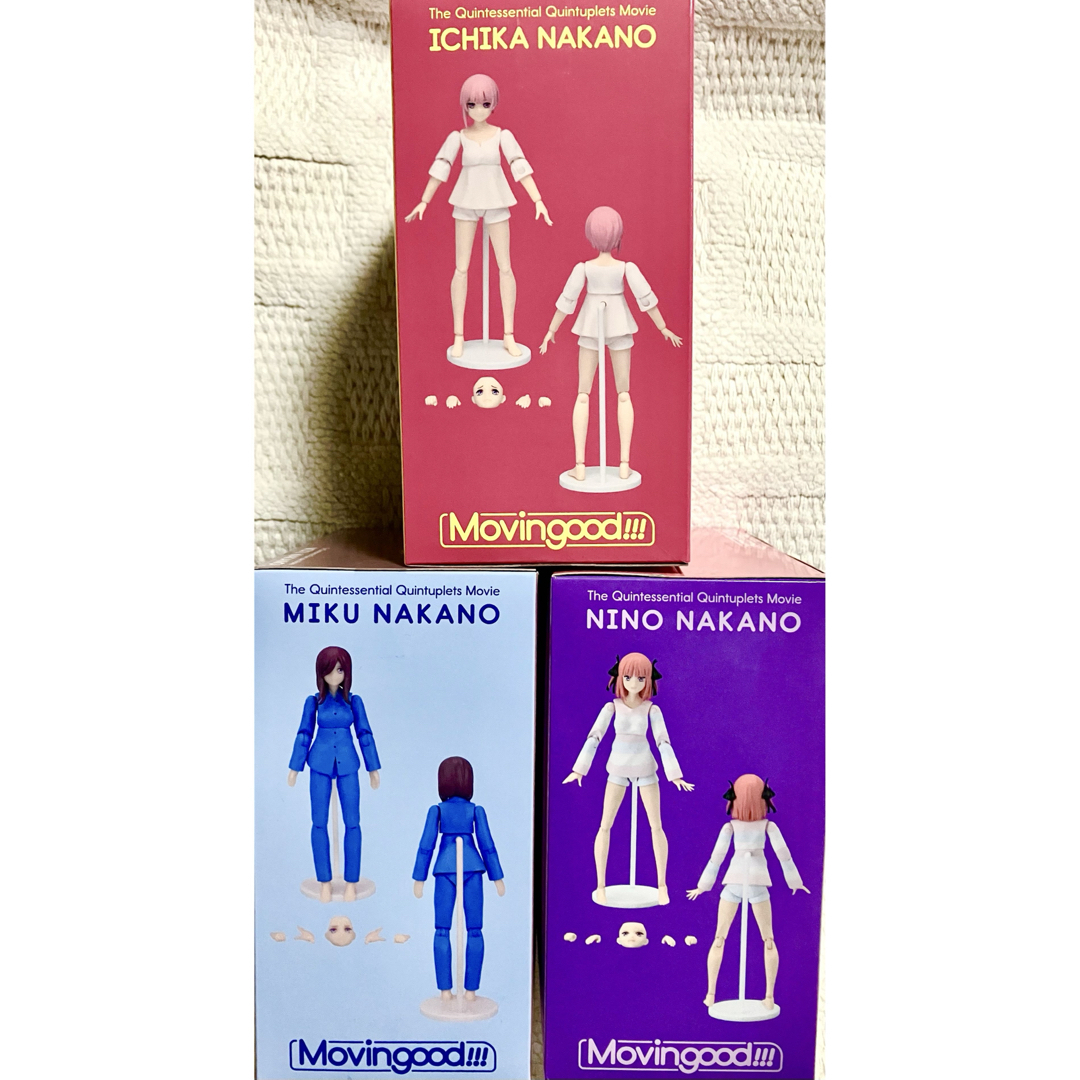 The Quintessential Quintuplets Movie
ICHIKA NAKANO
Movingood!!!
The Quintessential Quintuplets Movie
MIKU NAKANO
Movingood!!!
The Quintessential Quintuplets Movie
NINO NAKANO
Movingood!!!